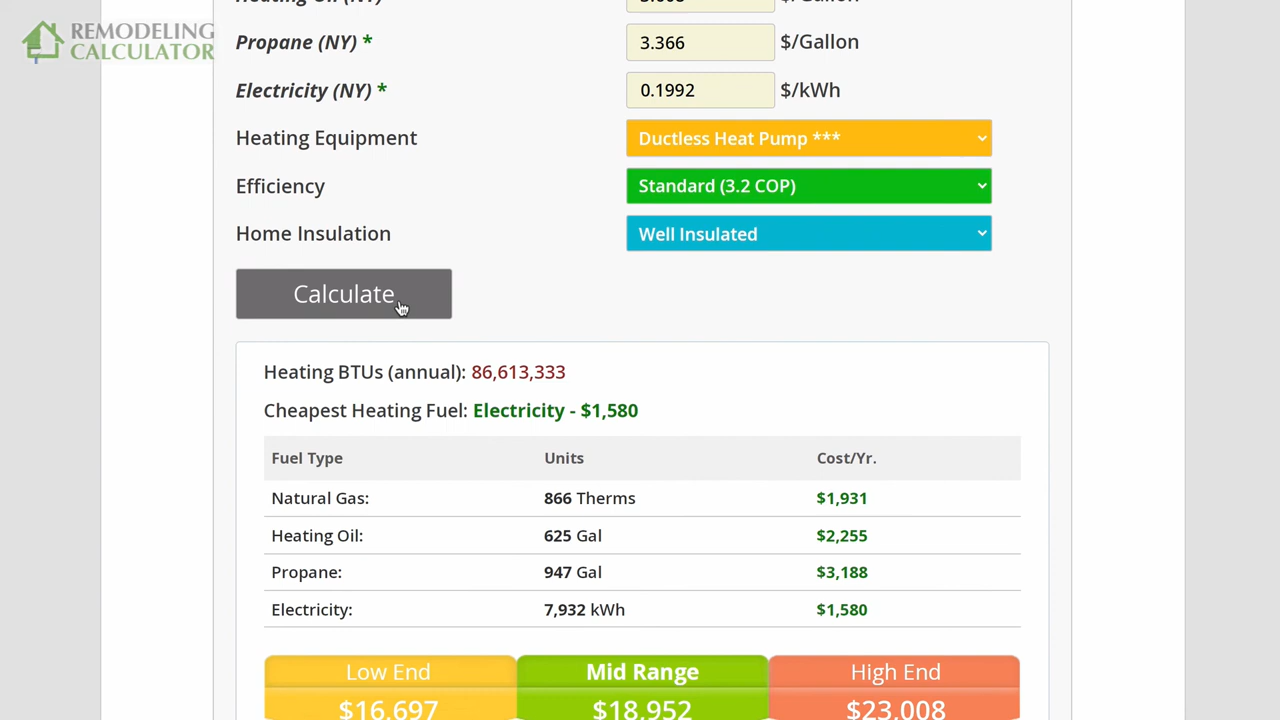 REMODELING
CALCULATOR
Heating Oil (NY) $/Gallon
Propane (NY) * 3.366 $/Gallon
Electricity (NY) * 0.1992 $/kWh
Heating Equipment Ductless Heat Pump ***
Efficiency Standard (3.2 COP)
Home Insulation Well Insulated
Calculate
Heating BTUs (annual): 86,613,333
Cheapest Heating Fuel: Electricity - $1,580
Fuel Type Units Cost/Yr.
Natural Gas: 866 Therms $1,931
Heating Oil: 625 Gal $2,255
Propane: 947 Gal $3,188
Electricity: 7,932 kWh $1,580
Low End Mid Range High End
$16,697 $18,952 $23,008